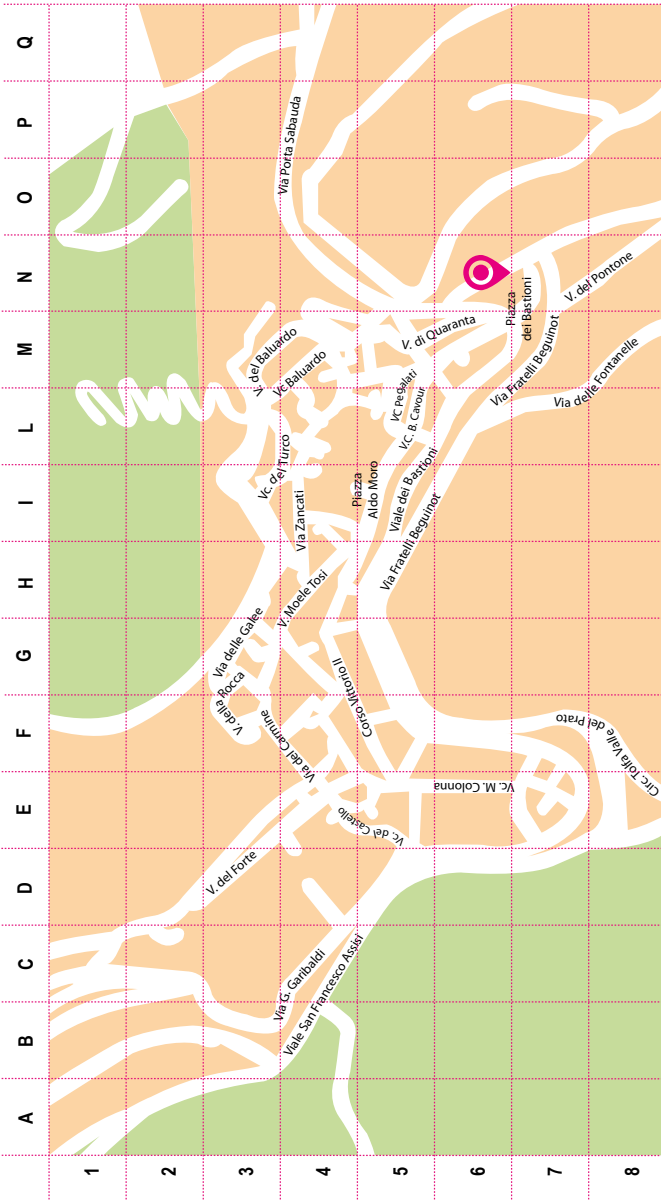 Q
P
O
N
M
L
I
H
G
F
E
D
C
B
A
1
2
3
4
5
6
7
8
Via Porta Sabauda
V. del Baluardo
Vc Baluardo
V. di Quaranta
Piazza
dei Bastioni
V. del Pontone
Via Fratelli Beguinot
Via delle Fontanelle
VC Pegalati
V.C. B. Cavour
Vc. del Turco
Via Zancati
Piazza
Aldo Moro
Viale dei Bastioni
Via Fratelli Beguinot
V. Moele Tosi
Via delle Galee
V. della Rocca
Via del Carmine
Corso Vittorio II
Vc. del Castello
Vc. M. Colonna
Circ. Tolfa Valle del Prato
V. del Forte
Via G. Garibaldi
Viale San Francesco Assisi